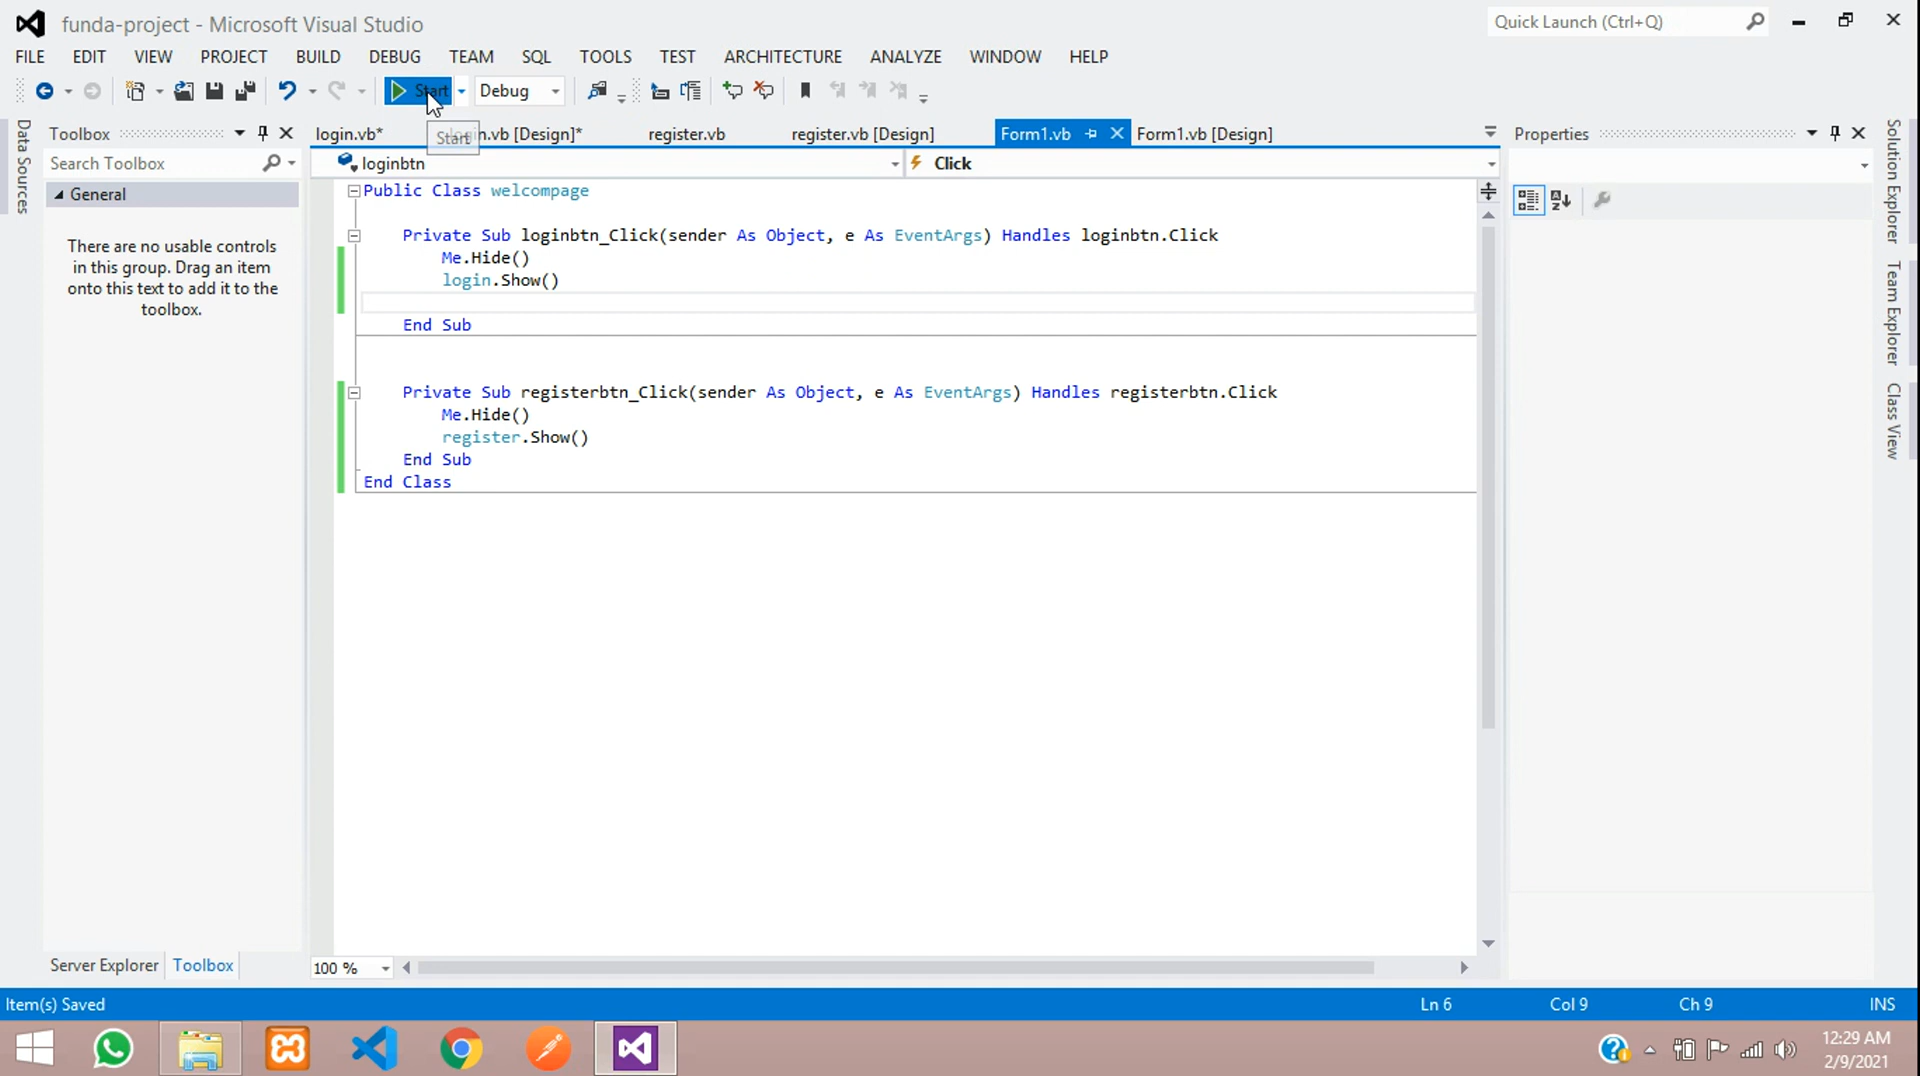 funda-project - Microsoft Visual Studio
Quick Launch (Ctrl+Q)
FILE EDIT VIEW PROJECT BUILD DEBUG TEAM SQL TOOLS TEST ARCHITECTURE ANALYZE WINDOW HELP
Start Debug
Start
Data Sources
Toolbox
Search Toolbox
General
There are no usable controls
in this group. Drag an item
onto this text to add it to the
toolbox.
Server Explorer Toolbox
login.vb* n.vb [Design]* register.vb register.vb [Design] Form1.vb Form1.vb [Design]
loginbtn Click
Public Class welcompage
Private Sub loginbtn_Click(sender As Object, e As EventArgs) Handles loginbtn.Click
Me.Hide()
login.Show()
End Sub
Private Sub registerbtn_Click(sender As Object, e As EventArgs) Handles registerbtn.Click
Me.Hide()
register.Show()
End Sub
End Class
100 %
Properties
Solution Explorer
Team Explorer
Class View
Item(s) Saved Ln 6 Col 9 Ch 9 INS
12:29 AM
2/9/2021